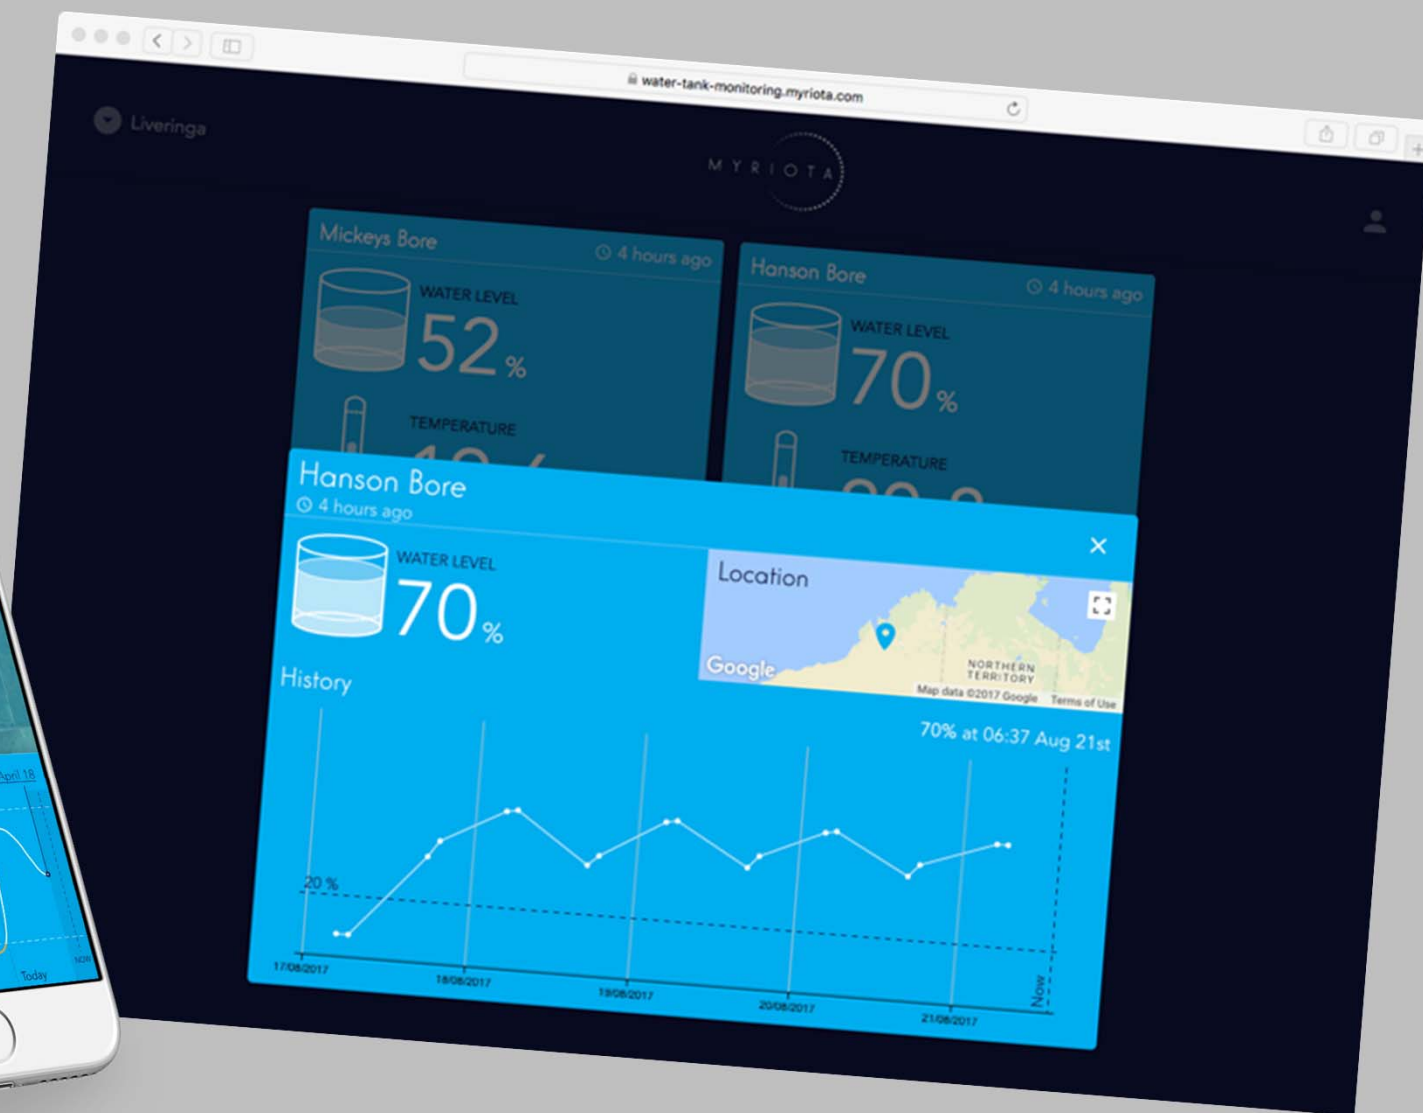 water-tank-monitoring.myriota.com
Liveringa
MYRIOTA
Mickeys Bore
4 hours ago
WATER LEVEL
52 %
TEMPERATURE
Hanson Bore
4 hours ago
WATER LEVEL
70 %
TEMPERATURE
Hanson Bore
4 hours ago
WATER LEVEL
70 %
Location
Google
NORTHERN
TERRITORY
Map data ©2017 Google
Terms of Use
History
70% at 06:37 Aug 21st
20 %
17/08/2017
18/08/2017
19/08/2017
20/08/2017
21/08/2017
Now
April 18
Today
NOW